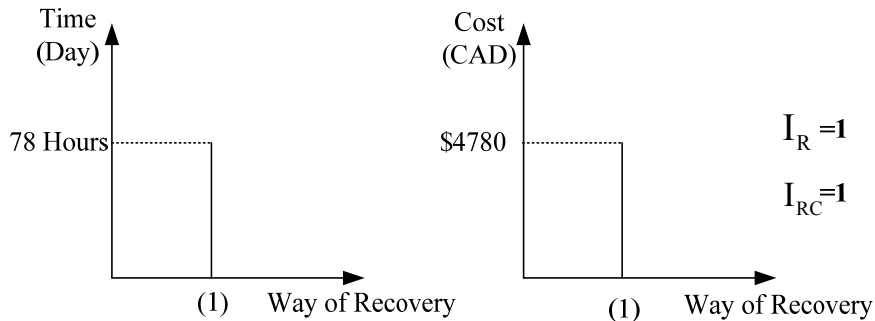 Time
(Day)
78 Hours
(1)
Way of Recovery
Cost
(CAD)
$4780
(1)
Way of Recovery
I_R =1
I_RC=1